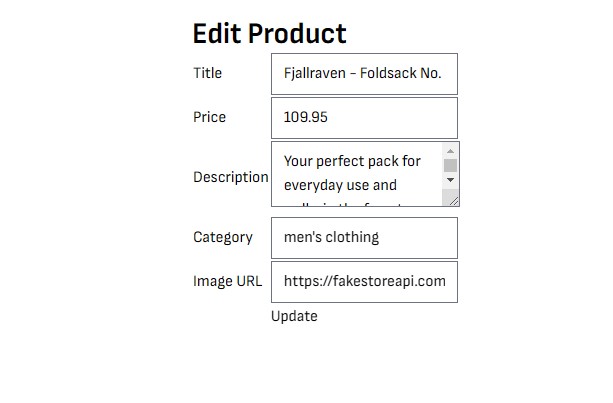 Edit Product
Title Fjallraven - Foldsack No.
Price 109.95
Description Your perfect pack for
everyday use and
Category men's clothing
Image URL https://fakestoreapi.com
Update